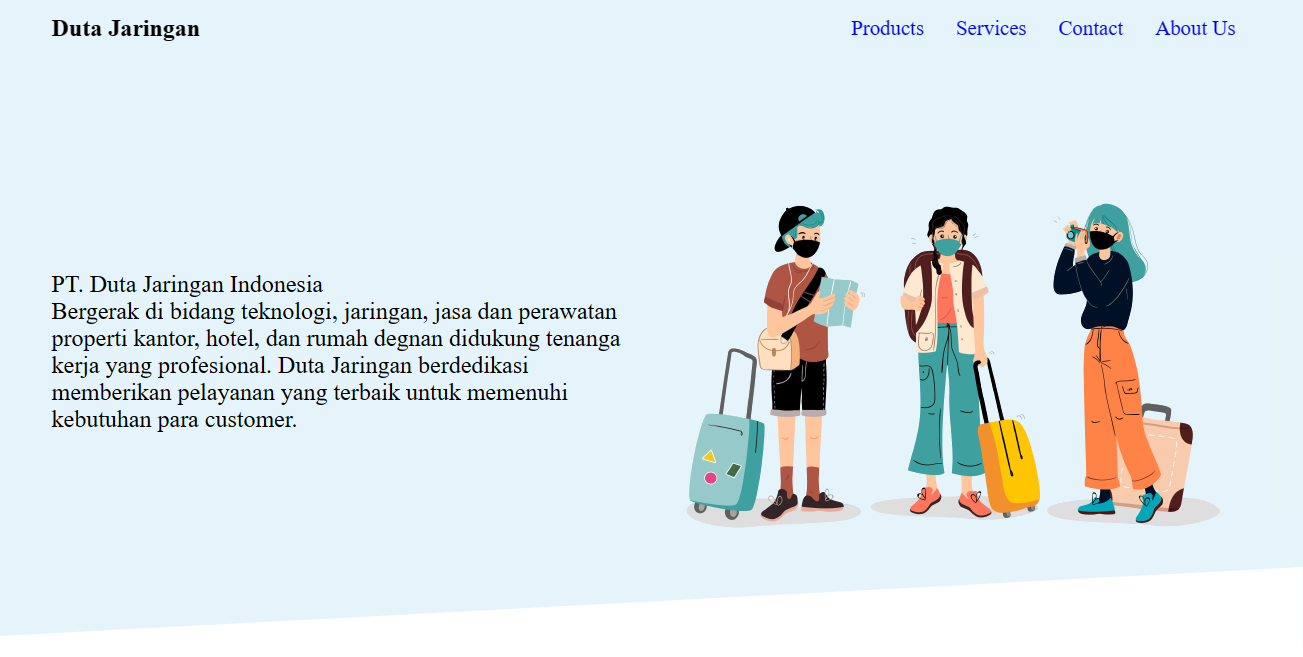 Duta Jaringan
Products Services Contact About Us
PT. Duta Jaringan Indonesia
Bergerak di bidang teknologi, jaringan, jasa dan perawatan
properti kantor, hotel, dan rumah degnan didukung tenanga
kerja yang profesional. Duta Jaringan berdedikasi
memberikan pelayanan yang terbaik untuk memenuhi
kebutuhan para customer.